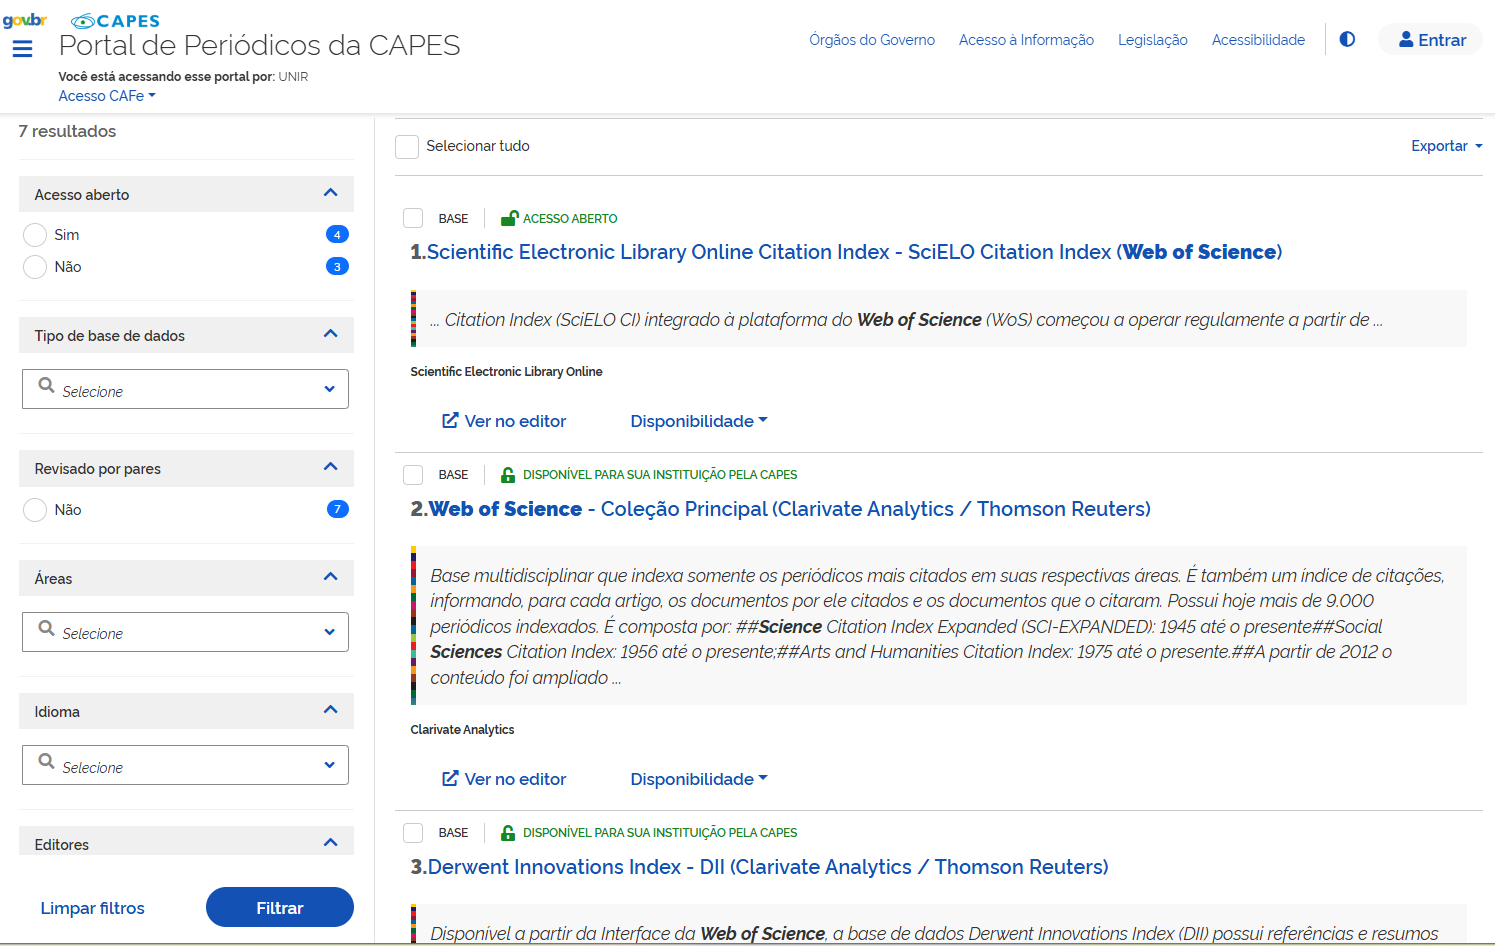 gov.br CAPES
Portal de Periódicos da CAPES
Você está acessando esse portal por: UNIR
Acesso CAFe
Órgãos do Governo Acesso à Informação Legislação Acessibilidade Entrar
7 resultados
Acesso aberto
Sim 4
Não 3
Tipo de base de dados
Selecione
Revisado por pares
Não 7
Áreas
Selecione
Idioma
Selecione
Editores
Limpar filtros Filtrar
Selecionar tudo Exportar
BASE ACESSO ABERTO
1.Scientific Electronic Library Online Citation Index - SciELO Citation Index (Web of Science)
... Citation Index (SciELO CI) integrado à plataforma do Web of Science (WoS) começou a operar regulamente a partir de ...
Scientific Electronic Library Online
Ver no editor Disponibilidade
BASE DISPONÍVEL PARA SUA INSTITUIÇÃO PELA CAPES
2.Web of Science - Coleção Principal (Clarivate Analytics / Thomson Reuters)
Base multidisciplinar que indexa somente os periódicos mais citados em suas respectivas áreas. É também um índice de citações,
informando, para cada artigo, os documentos por ele citados e os documentos que o citaram. Possui hoje mais de 9.000
periódicos indexados. É composta por: ##Science Citation Index Expanded (SCI-EXPANDED): 1945 até o presente##Social
Sciences Citation Index: 1956 até o presente;##Arts and Humanities Citation Index: 1975 até o presente.##A partir de 2012 o
conteúdo foi ampliado ...
Clarivate Analytics
Ver no editor Disponibilidade
BASE DISPONÍVEL PARA SUA INSTITUIÇÃO PELA CAPES
3.Derwent Innovations Index - DII (Clarivate Analytics / Thomson Reuters)
Disponível a partir da Interface da Web of Science, a base de dados Derwent Innovations Index (DII) possui referências e resumos